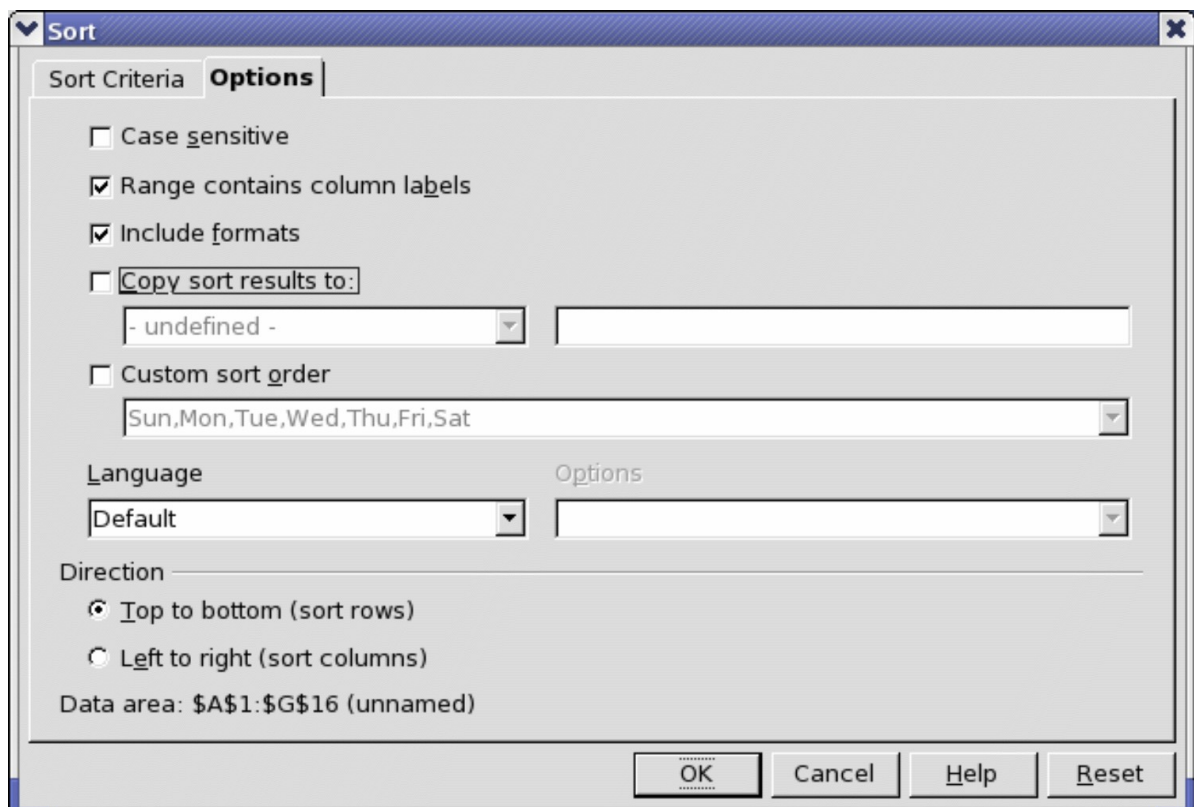 Sort
Sort Criteria Options
Case sensitive
Range contains column labels
Include formats
Copy sort results to:
- undefined -
Custom sort order
Sun,Mon,Tue,Wed,Thu,Fri,Sat
Language Options
Default
Direction
Top to bottom (sort rows)
Left to right (sort columns)
Data area: $A$1:$G$16 (unnamed)
OK Cancel Help Reset